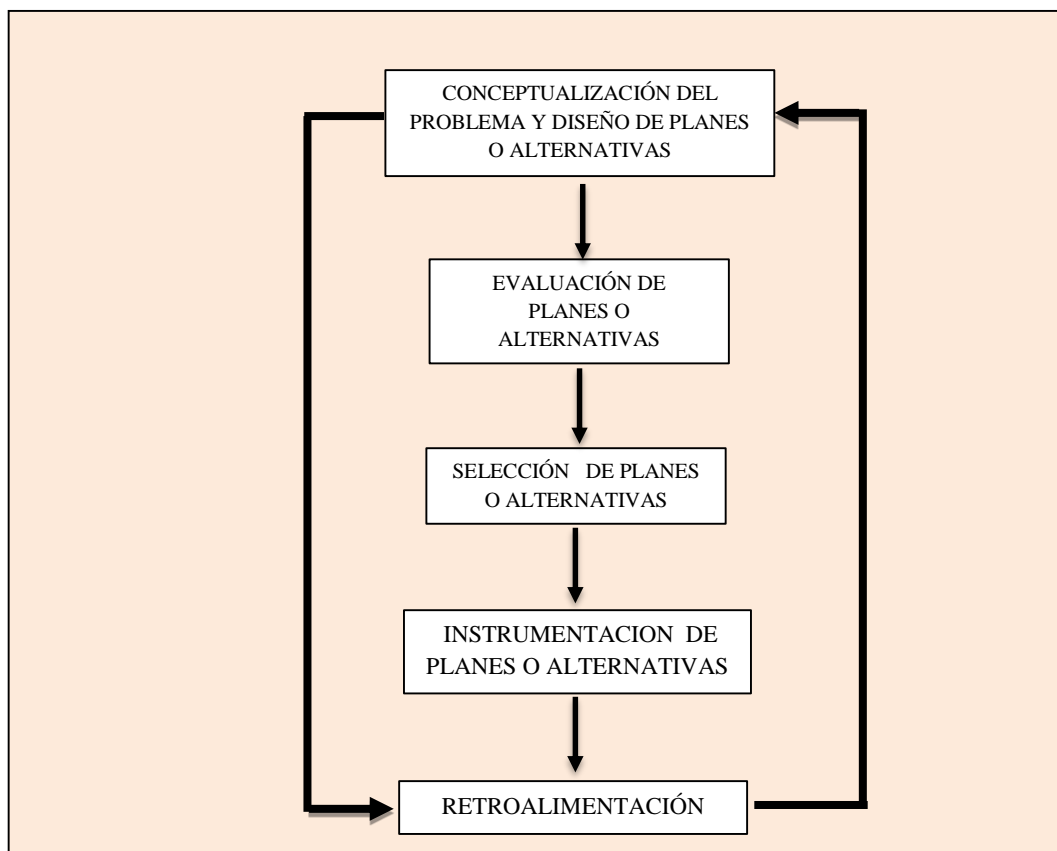 CONCEPTUALIZACIÓN DEL
PROBLEMA Y DISEÑO DE PLANES
O ALTERNATIVAS
EVALUACIÓN DE
PLANES O
ALTERNATIVAS
SELECCIÓN DE PLANES
O ALTERNATIVAS
INSTRUMENTACION DE
PLANES O ALTERNATIVAS
RETROALIMENTACIÓN